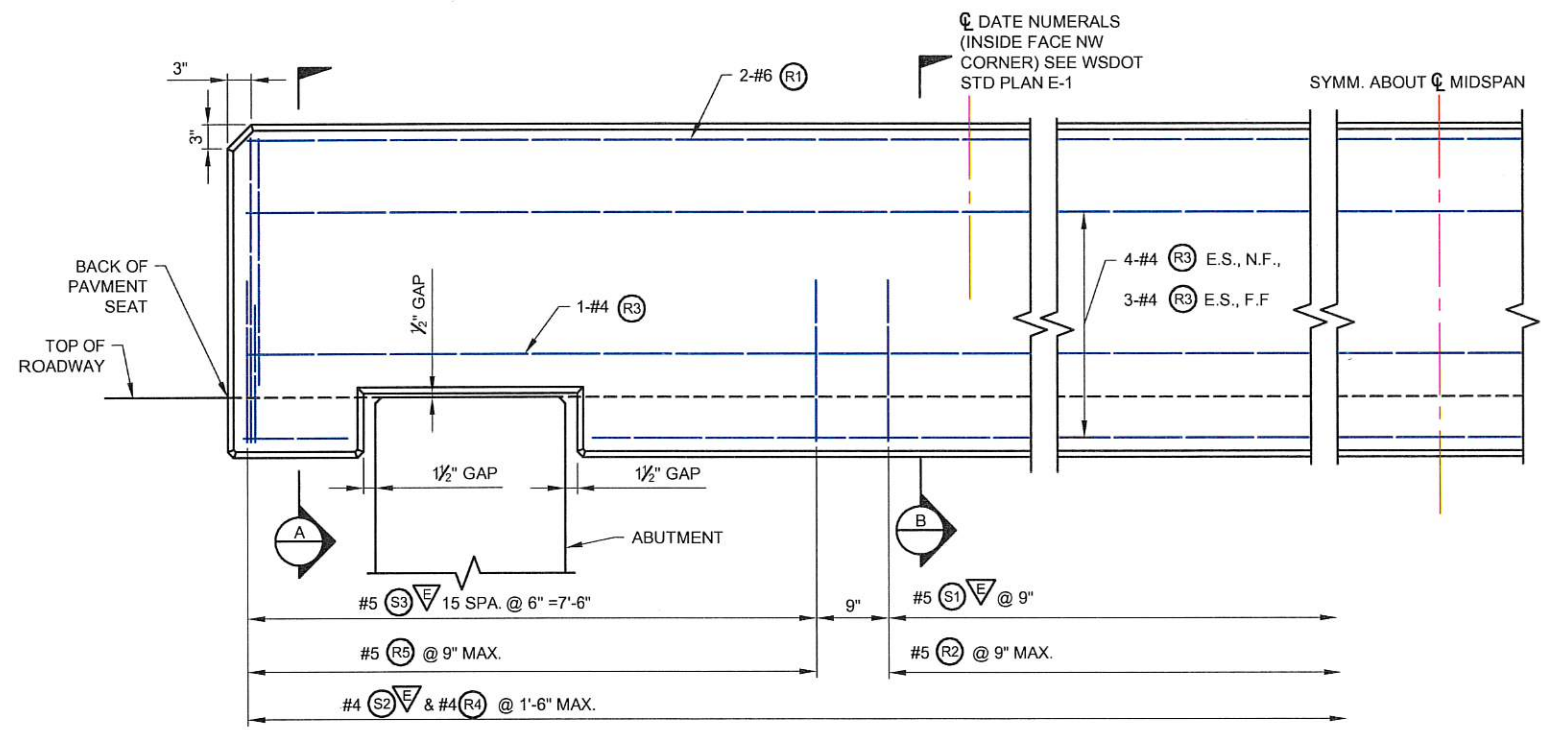 ℄ DATE NUMERALS
(INSIDE FACE NW
CORNER) SEE WSDOT
STD PLAN E-1
SYMM. ABOUT ℄ MIDSPAN
3"
2-#6 R1
3"
BACK OF
PAVMENT
SEAT
TOP OF
ROADWAY
½" GAP
1-#4 R3
4-#4 R3 E.S., N.F.,
3-#4 R3 E.S., F.F
1½" GAP
1½" GAP
A
B
ABUTMENT
#5 S3 E 15 SPA. @ 6" =7'-6"
9"
#5 S1 E @ 9"
#5 R5 @ 9" MAX.
#5 R2 @ 9" MAX.
#4 S2 E & #4 R4 @ 1'-6" MAX.